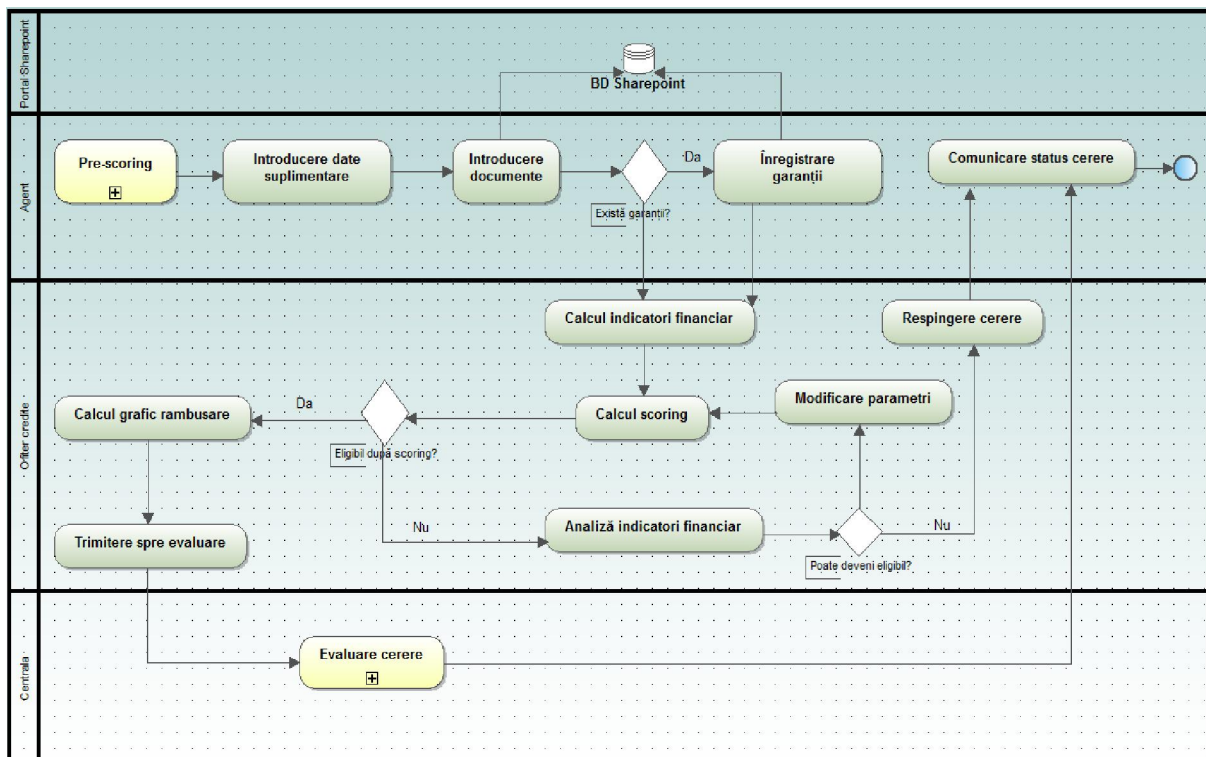 Portal Sharepoint
BD Sharepoint
Agent
Pre-scoring
Introducere date
suplimentare
Introducere
documente
Da
Există garanții?
Înregistrare
garanții
Comunicare status cerere
Ofiter credite
Calcul indicatori financiar
Respingere cerere
Calcul grafic rambusare
Da
Eligibil după scoring?
Calcul scoring
Modificare parametri
Nu
Trimitere spre evaluare
Analiză indicatori financiar
Nu
Poate deveni eligibil?
Centrala
Evaluare cerere